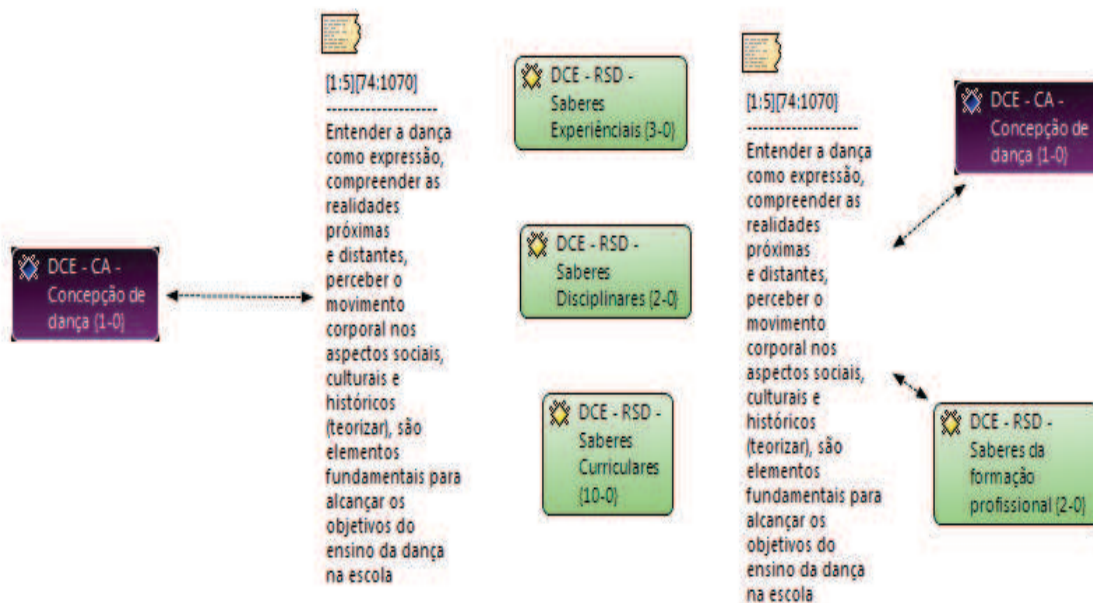 DCE - CA -
Concepção de
dança {1-0}
[1:5][74:1070]
--------------------
Entender a dança
como expressão,
compreender as
realidades
próximas
e distantes,
perceber o
movimento
corporal nos
aspectos sociais,
culturais e
históricos
(teorizar), são
elementos
fundamentais para
alcançar os
objetivos do
ensino da dança
na escola
DCE - RSD -
Saberes
Experiênciais {3-0}
DCE - RSD -
Saberes
Disciplinares {2-0}
DCE - RSD -
Saberes
Curriculares
{10-0}
[1:5][74:1070]
--------------------
Entender a dança
como expressão,
compreender as
realidades
próximas
e distantes,
perceber o
movimento
corporal nos
aspectos sociais,
culturais e
históricos
(teorizar), são
elementos
fundamentais para
alcançar os
objetivos do
ensino da dança
na escola
DCE - CA -
Concepção de
dança {1-0}
DCE - RSD -
Saberes da
formação
profissional {2-0}